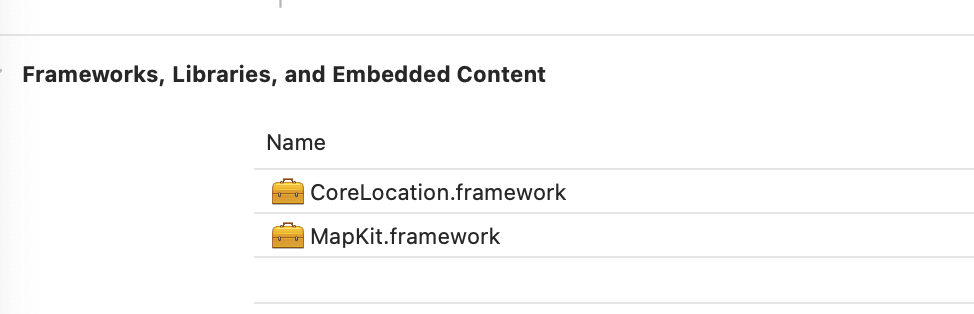 Frameworks, Libraries, and Embedded Content
Name
CoreLocation.framework
MapKit.framework